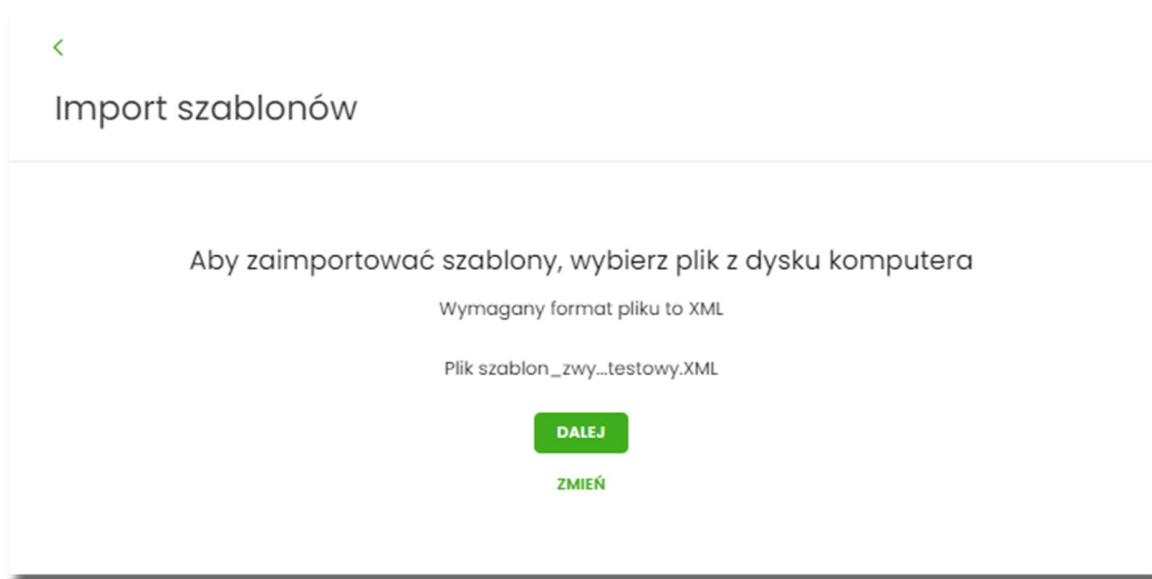 Import szablonów
Aby zaimportować szablony, wybierz plik z dysku komputera
Wymagany format pliku to XML
Plik szablon_zwy...testowy.XML
DALEJ
ZMIEŃ